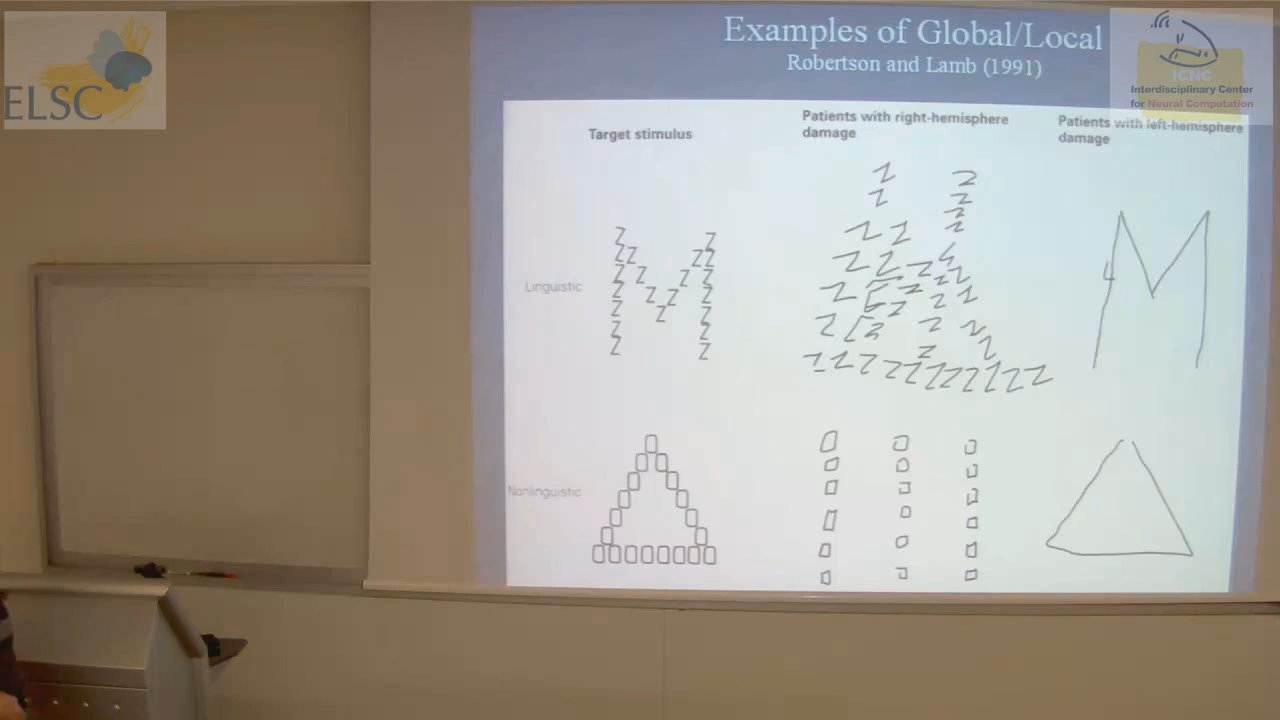 ELSC
ICNC
Interdisciplinary Center
for Neural Computation
Examples of Global/Local
Robertson and Lamb (1991)
Target stimulus
Patients with right-hemisphere
damage
Patients with left-hemisphere
damage
Linguistic
Nonlinguistic